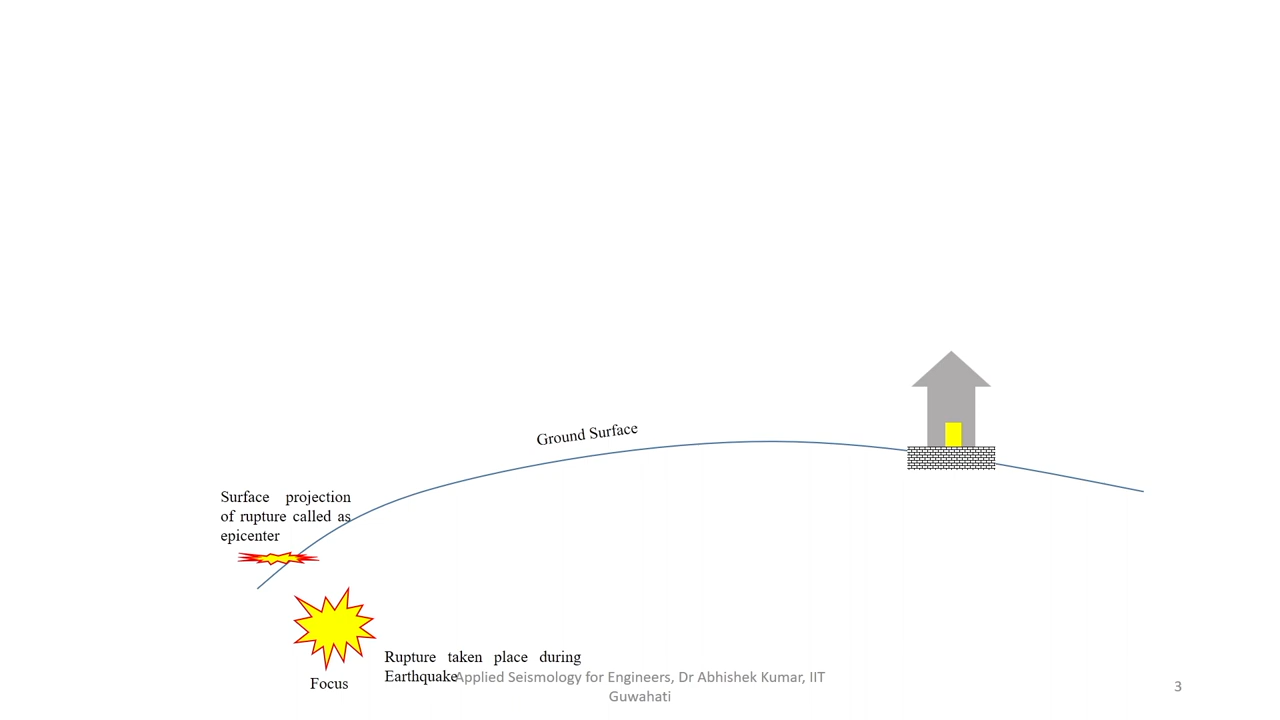 Ground Surface
Surface projection
of rupture called as
epicenter
Rupture taken place during
Earthquake
Focus
Applied Seismology for Engineers, Dr Abhishek Kumar, IIT
Guwahati
3